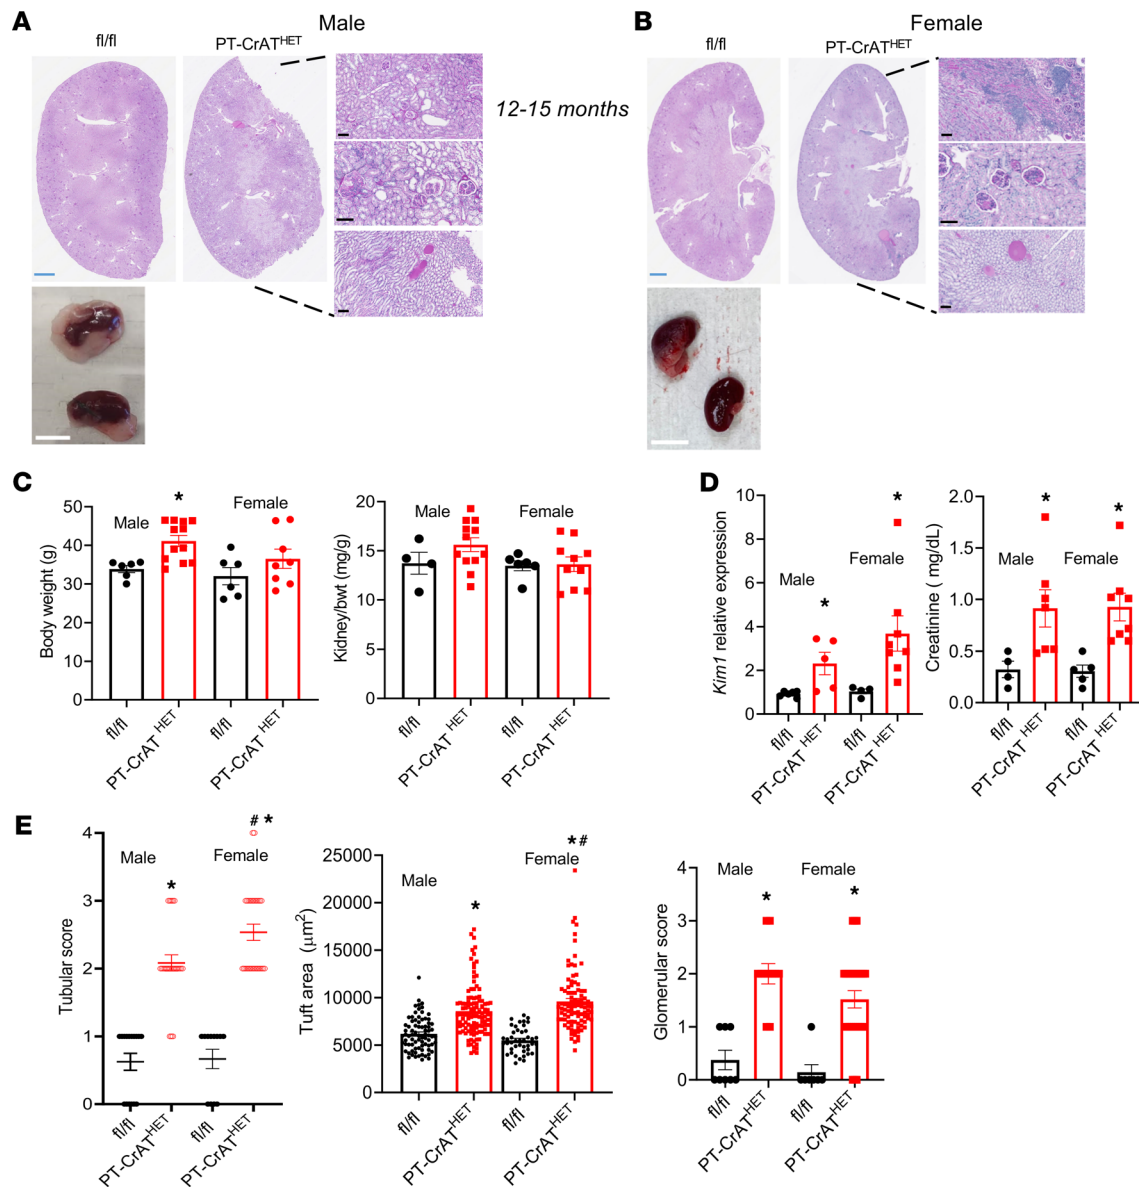 A
Male
fl/fl
PT-CrAT^HET
12-15 months
B
Female
fl/fl
PT-CrAT^HET
C
Body weight (g)
50
40
30
20
10
0
Male
*
Female
fl/fl
PT-CrAT HET
fl/fl
PT-CrAT HET
Kidney/bwt (mg/g)
20
15
10
5
0
Male
Female
fl/fl
PT-CrAT HET
fl/fl
PT-CrAT HET
D
Kim1 relative expression
10
8
6
4
2
0
Male
*
Female
*
fl/fl
PT-CrAT HET
fl/fl
PT-CrAT HET
Creatinine ( mg/dL)
2.0
1.5
1.0
0.5
0.0
Male
*
Female
*
fl/fl
PT-CrAT HET
fl/fl
PT-CrAT HET
E
Tubular score
4
3
2
1
0
Male
*
Female
# *
fl/fl
PT-CrAT^HET
fl/fl
PT-CrAT^HET
Tuft area (μm²)
25000
20000
15000
10000
5000
0
Male
*
Female
* #
fl/fl
PT-CrAT^HET
fl/fl
PT-CrAT^HET
Glomerular score
4
3
2
1
0
Male
*
Female
*
fl/fl
PT-CrAT^HET
fl/fl
PT-CrAT^HET